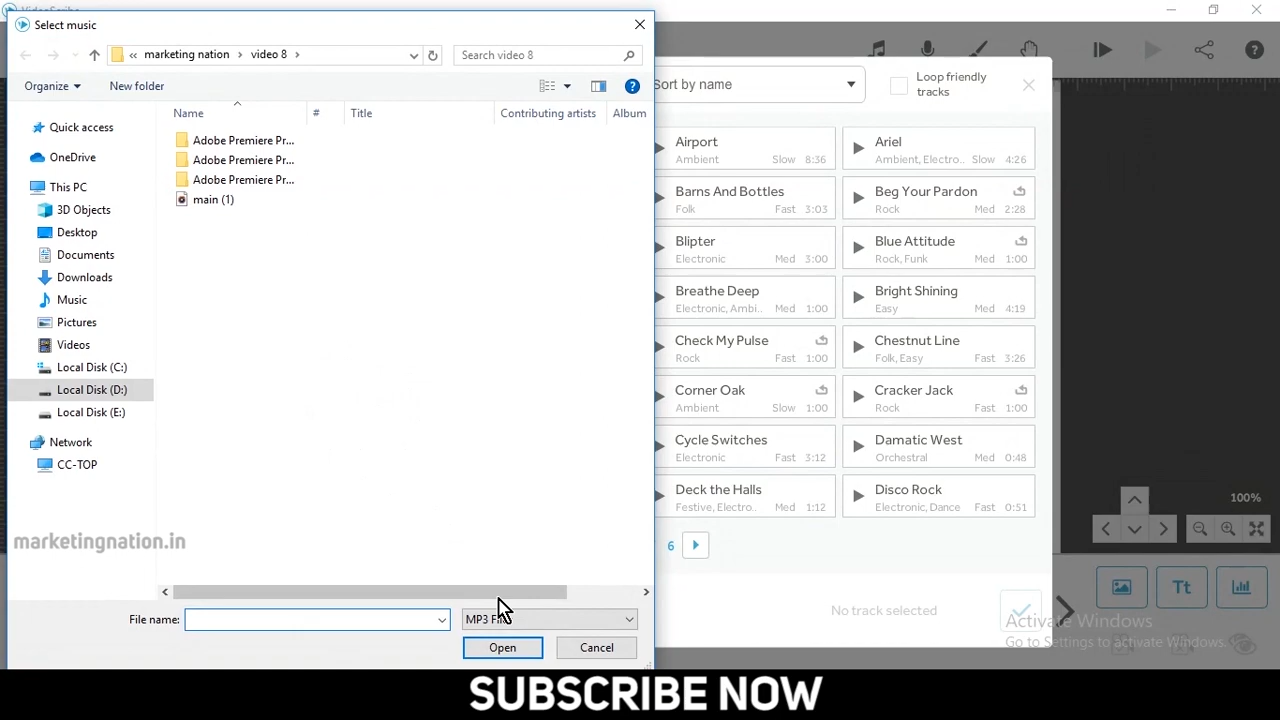 VideoScribe
Select music
« marketing nation › video 8 ›
Search video 8
Organize
New folder
Name
#
Title
Contributing artists
Album
Quick access
OneDrive
This PC
3D Objects
Desktop
Documents
Downloads
Music
Pictures
Videos
Local Disk (C:)
Local Disk (D:)
Local Disk (E:)
Network
CC-TOP
Adobe Premiere Pr...
Adobe Premiere Pr...
Adobe Premiere Pr...
main (1)
marketingnation.in
File name:
MP3
Open
Cancel
Sort by name
Loop friendly
tracks
Airport
Ambient Slow 8:36
Ariel
Ambient, Electro.. Slow 4:26
Barns And Bottles
Folk Fast 3:03
Beg Your Pardon
Rock Med 2:28
Blipter
Electronic Med 3:00
Blue Attitude
Rock, Funk Med 1:00
Breathe Deep
Electronic, Ambi.. Med 1:00
Bright Shining
Easy Med 4:19
Check My Pulse
Rock Fast 1:00
Chestnut Line
Folk, Easy Fast 3:26
Corner Oak
Ambient Slow 1:00
Cracker Jack
Rock Fast 1:00
Cycle Switches
Electronic Fast 3:12
Damatic West
Orchestral Med 0:48
Deck the Halls
Festive, Electro.. Med 1:12
Disco Rock
Electronic, Dance Fast 0:51
6
No track selected
100%
Tt
Activate Windows
Go to Settings to activate Windows.
SUBSCRIBE NOW